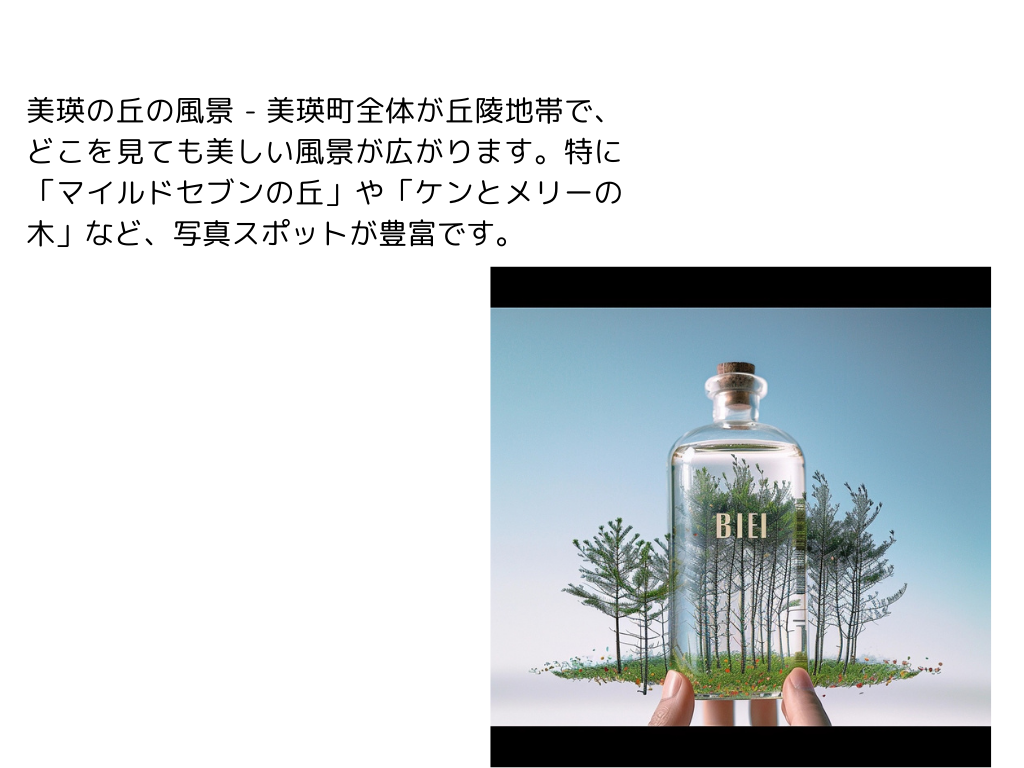 美瑛の丘の風景 - 美瑛町全体が丘陵地帯で、
どこを見ても美しい風景が広がります。特に
「マイルドセブンの丘」や「ケンとメリーの
木」など、写真スポットが豊富です。
BIEI